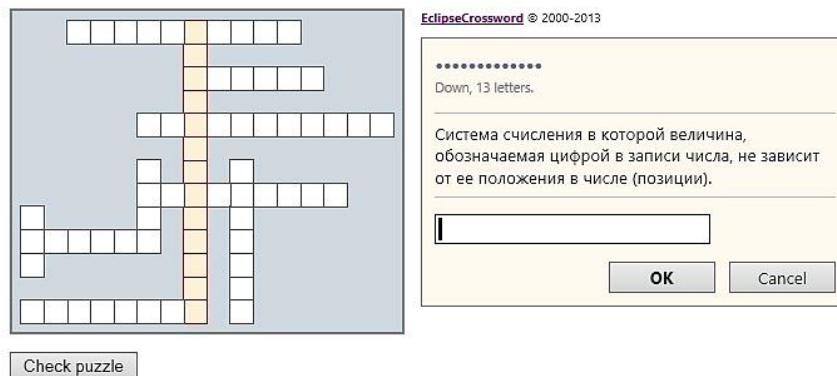 EclipseCrossword © 2000-2013
Down, 13 letters.
Система счисления в которой величина,
обозначаемая цифрой в записи числа, не зависит
от ее положения в числе (позиции).
OK
Cancel
Check puzzle